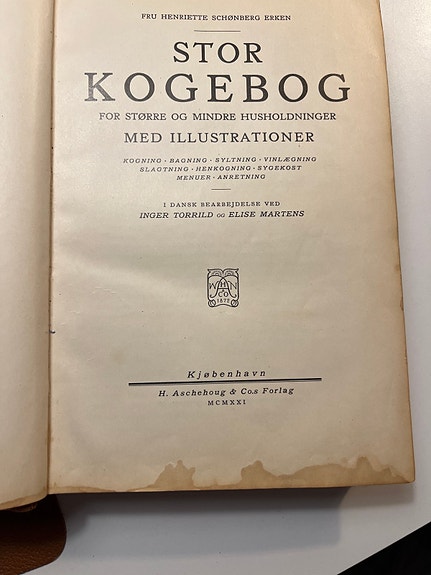 FRU HENRIETTE SCHØNBERG ERKEN
STOR
KOGEBOG
FOR STØRRE OG MINDRE HUSHOLDNINGER
MED ILLUSTRATIONER
KOGNING · BAGNING · SYLTNING · VINLÆGNING
SLAGTNING · HENKOGNING · SYGEKOST
MENUER · ANRETNING
I DANSK BEARBEJDELSE VED
INGER TORRILD OG ELISE MARTENS
1872
Kjøbenhavn
H. Aschehoug & Co.s Forlag
MCMXXI